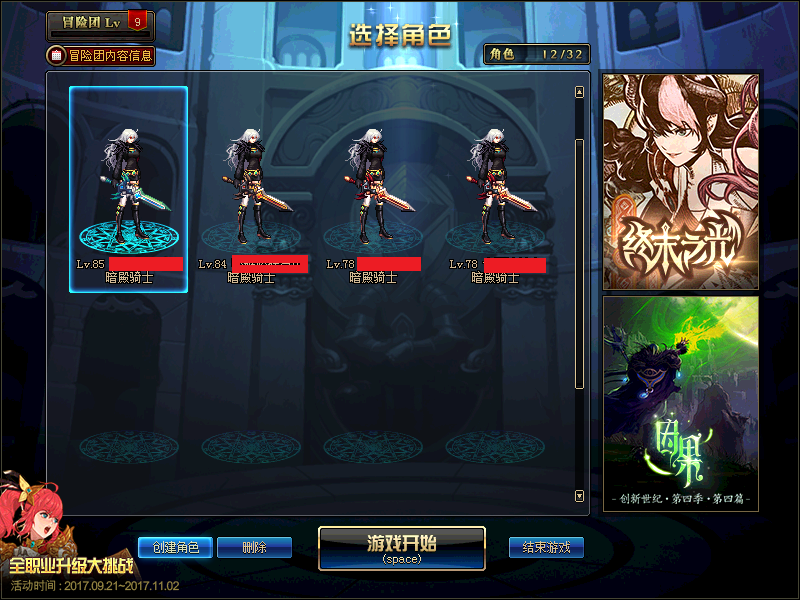 冒险团 Lv 9
选择角色
冒险团内容信息
角色 12/32
Lv.85
暗殿骑士
Lv.84
暗殿骑士
Lv.78
暗殿骑士
Lv.78
暗殿骑士
终末之光
因果
- 创新世纪·第四季·第四篇 -
创建角色
删除
游戏开始
(space)
结束游戏
全职业升级大挑战
活动时间 : 2017.09.21~2017.11.02